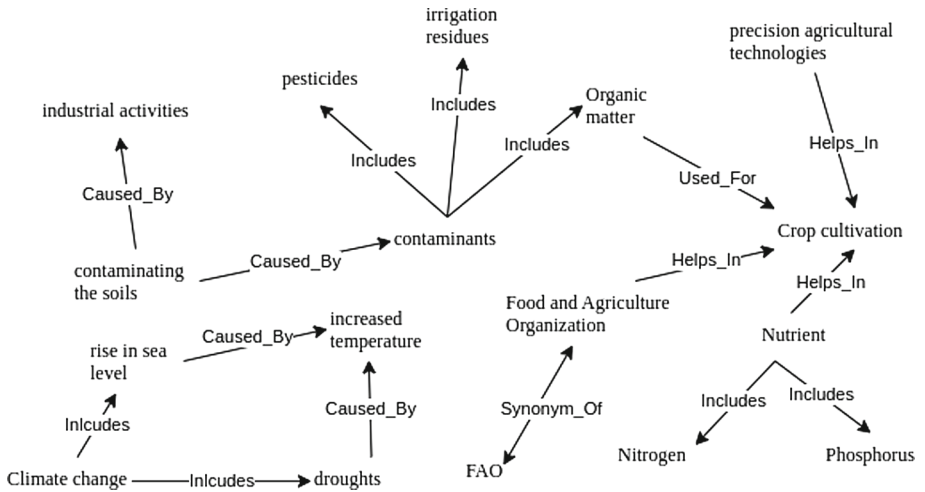 irrigation
residues
precision agricultural
technologies
pesticides
Organic
matter
industrial activities
Includes
Includes
Includes
Helps_In
Caused_By
Used_For
Crop cultivation
contaminants
Caused_By
Helps_In
contaminating
the soils
Helps_In
Food and Agriculture
Organization
increased
temperature
Caused_By
Nutrient
rise in sea
level
Includes
Includes
Caused_By
Synonym_Of
Inlcudes
Nitrogen
Phosphorus
FAO
Climate change
Inlcudes
droughts